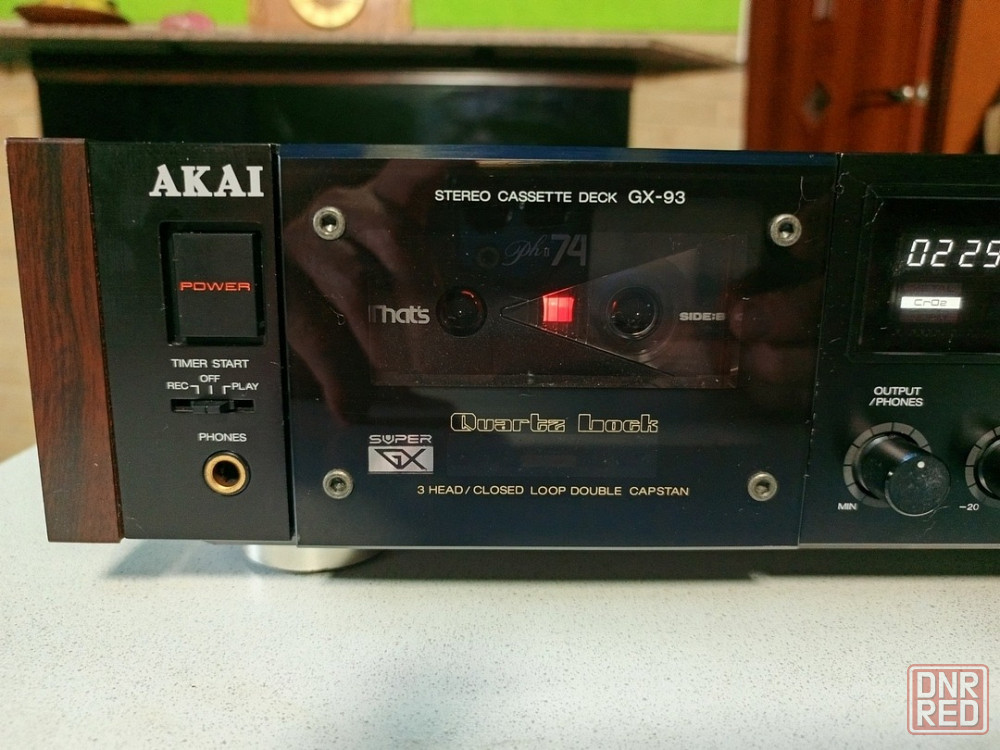 AKAI
STEREO CASSETTE DECK GX-93
POWER
74
That's
SIDE:B
0229
CrO2
TIMER START
OFF
REC
PLAY
PHONES
Quartz Lock
SUPER
GX
3 HEAD/CLOSED LOOP DOUBLE CAPSTAN
OUTPUT
/PHONES
MIN
-20
DNR
RED